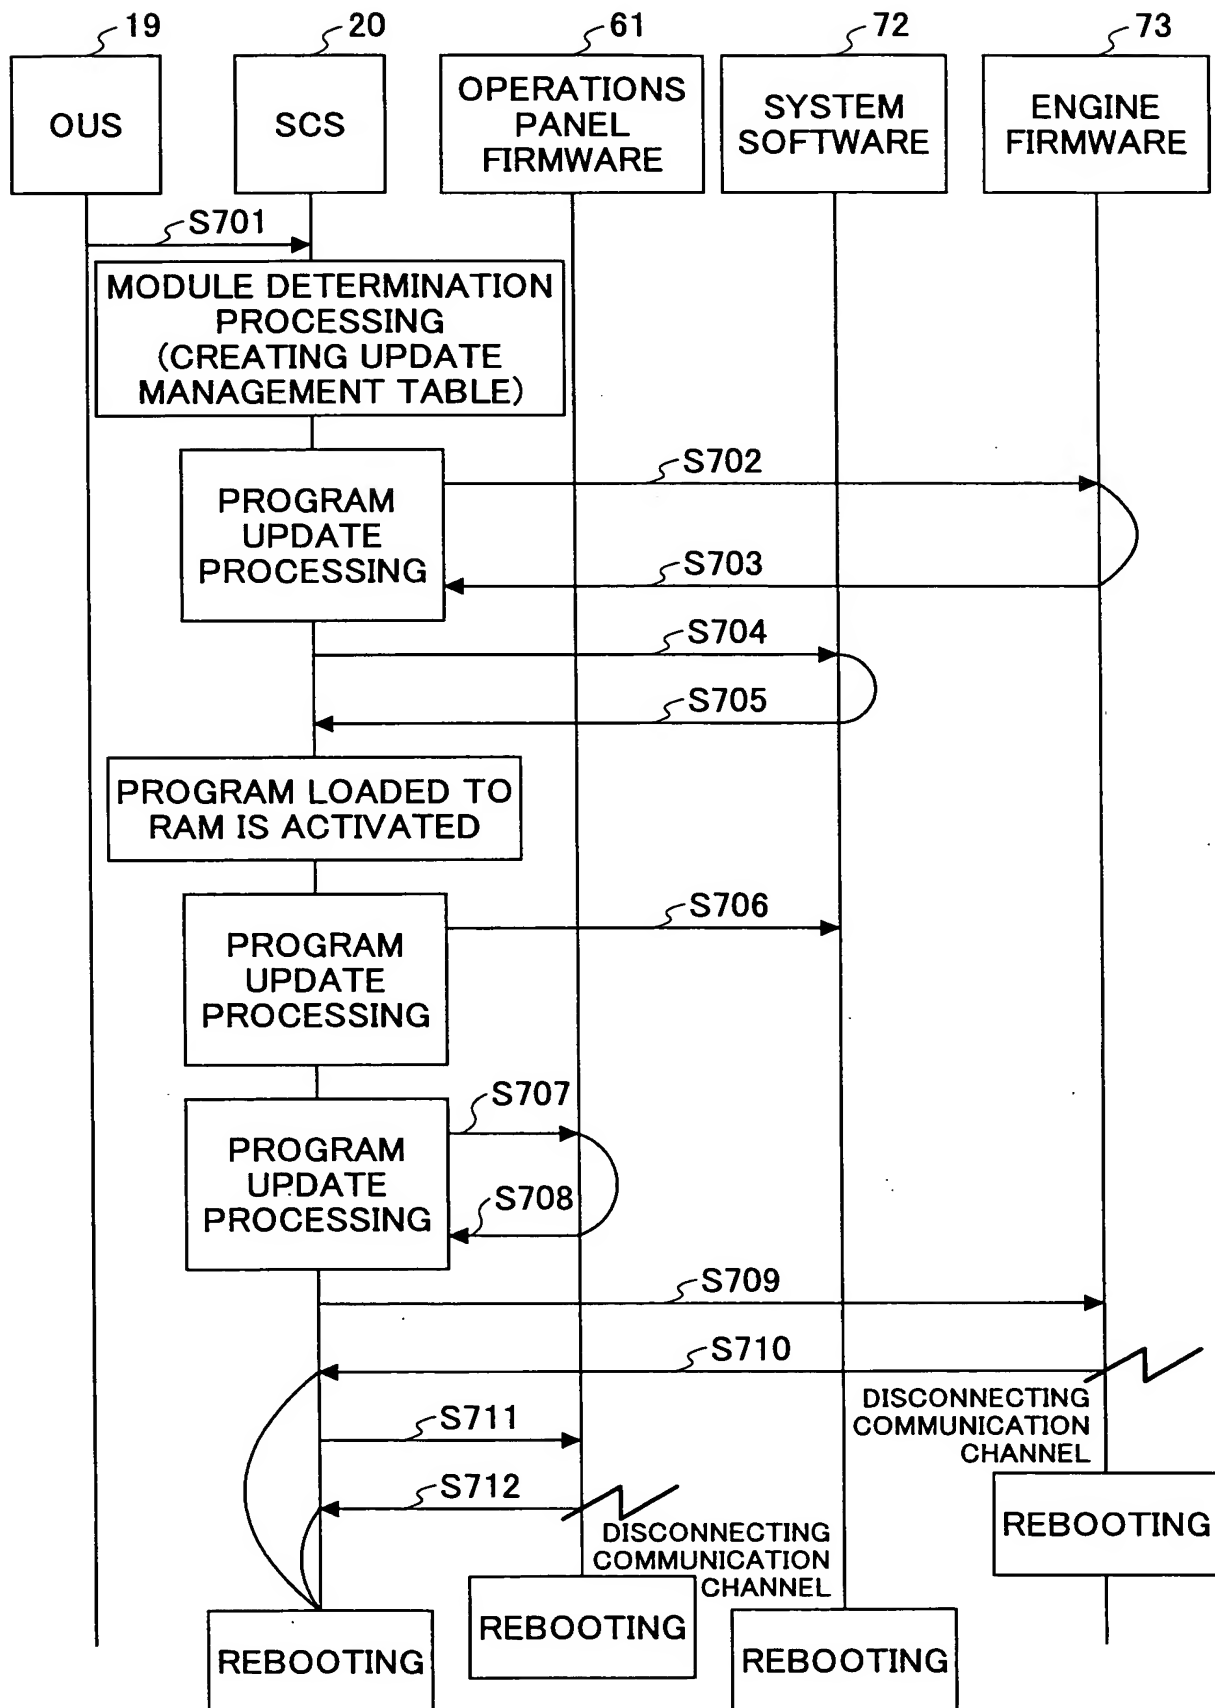 19
20
61
72
73
OUS
SCS
OPERATIONS
PANEL
FIRMWARE
SYSTEM
SOFTWARE
ENGINE
FIRMWARE
S701
MODULE DETERMINATION
PROCESSING
(CREATING UPDATE
MANAGEMENT TABLE)
S702
PROGRAM
UPDATE
PROCESSING
S703
S704
S705
PROGRAM LOADED TO
RAM IS ACTIVATED
S706
PROGRAM
UPDATE
PROCESSING
S707
PROGRAM
UPDATE
PROCESSING
S708
S709
S710
DISCONNECTING
COMMUNICATION
CHANNEL
S711
S712
DISCONNECTING
COMMUNICATION
CHANNEL
REBOOTING
REBOOTING
REBOOTING
REBOOTING